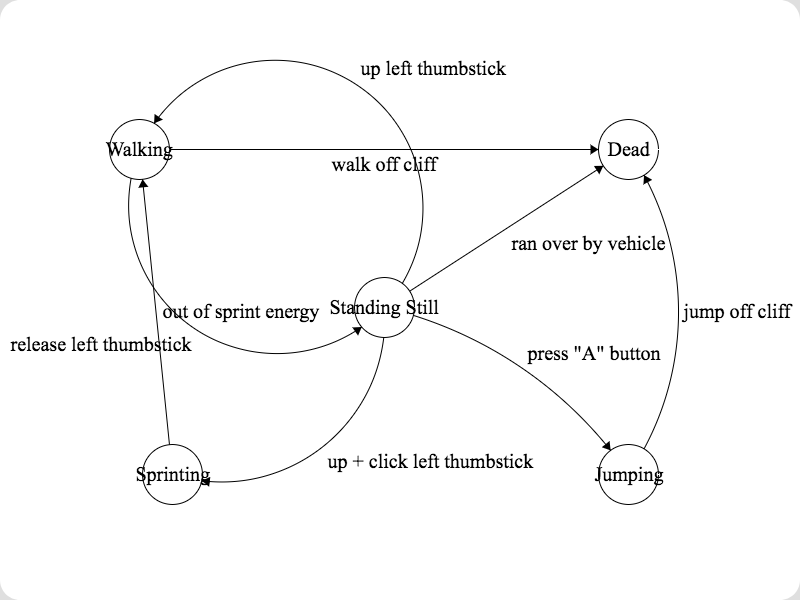 up left thumbstick
Walking
Dead
walk off cliff
ran over by vehicle
out of sprint energy
Standing Still
jump off cliff
release left thumbstick
press "A" button
up + click left thumbstick
Sprinting
Jumping